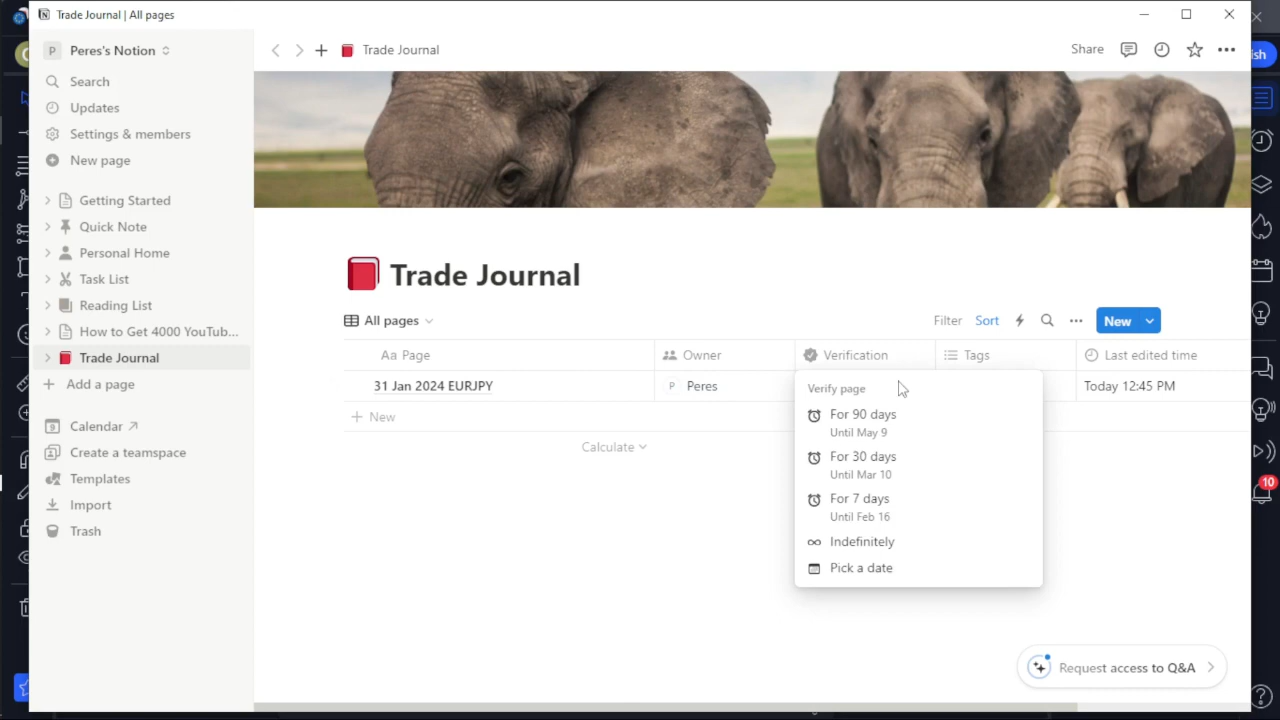 Trade Journal | All pages
P Peres's Notion
Trade Journal
Share
ish
Search
Updates
Settings & members
New page
Getting Started
Quick Note
Personal Home
Task List
Reading List
How to Get 4000 YouTub...
Trade Journal
Add a page
9 Calendar
Create a teamspace
Templates
Import
Trash
Trade Journal
All pages
Filter Sort New
Aa Page Owner Verification Tags Last edited time
31 Jan 2024 EURJPY P Peres Today 12:45 PM
New
Calculate
Verify page
For 90 days
Until May 9
For 30 days
Until Mar 10
For 7 days
Until Feb 16
Indefinitely
Pick a date
Request access to Q&A
10